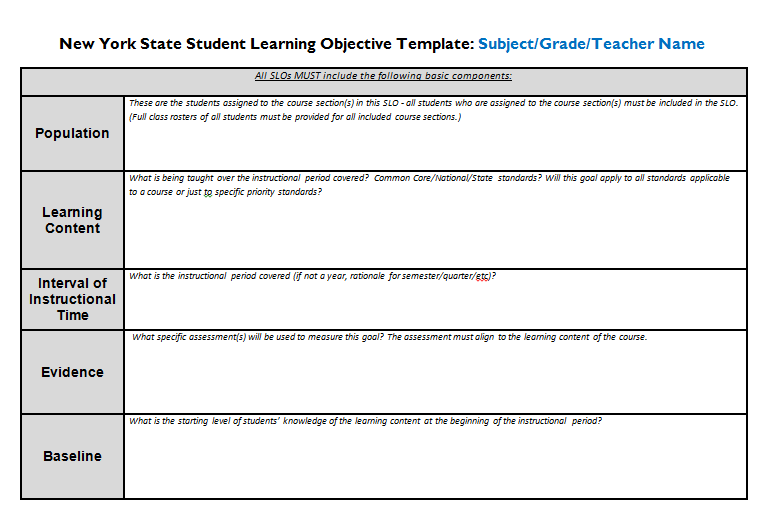 New York State Student Learning Objective Template: Subject/Grade/Teacher Name
All SLOs MUST include the following basic components:
Population
These are the students assigned to the course section(s) in this SLO - all students who are assigned to the course section(s) must be included in the SLO.
(Full class rosters of all students must be provided for all included course sections.)
Learning
Content
What is being taught over the instructional period covered? Common Core/National/State standards? Will this goal apply to all standards applicable
to a course or just to specific priority standards?
Interval of
Instructional
Time
What is the instructional period covered (if not a year, rationale for semester/quarter/etc)?
Evidence
What specific assessment(s) will be used to measure this goal? The assessment must align to the learning content of the course.
Baseline
What is the starting level of students' knowledge of the learning content at the beginning of the instructional period?